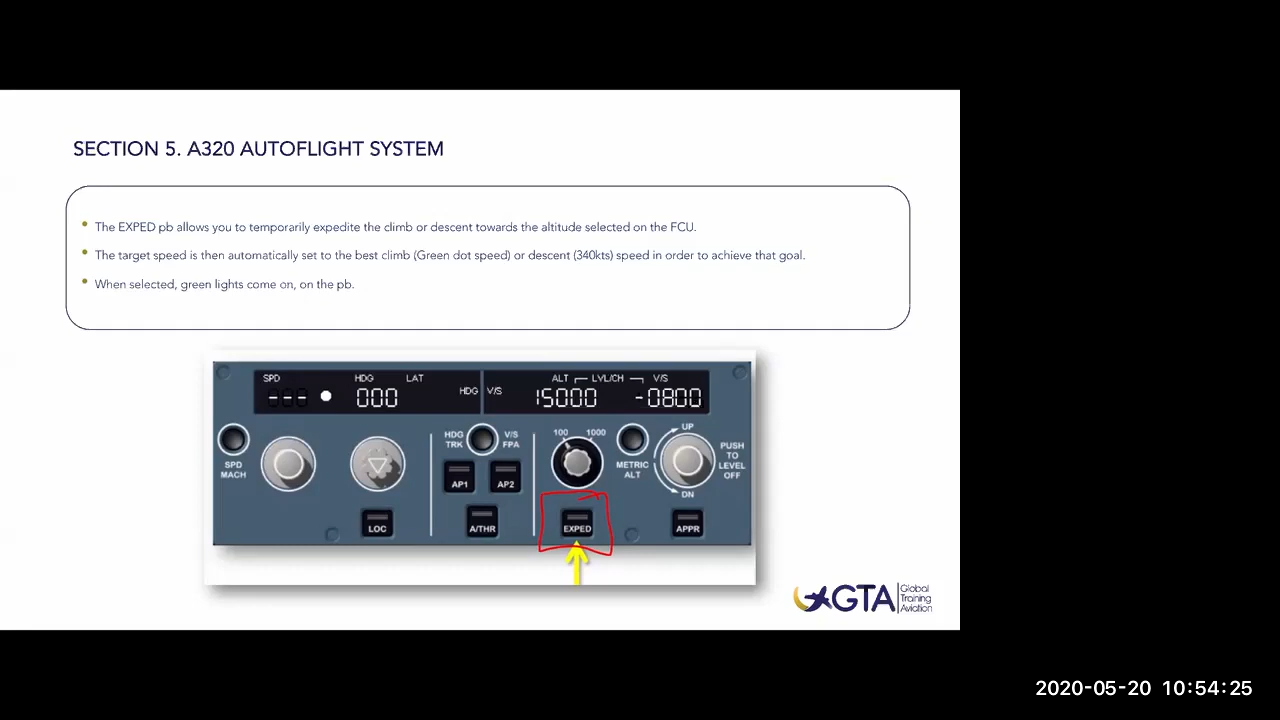 SECTION 5. A320 AUTOFLIGHT SYSTEM
• The EXPED pb allows you to temporarily expedite the climb or descent towards the altitude selected on the FCU.
• The target speed is then automatically set to the best climb (Green dot speed) or descent (340kts) speed in order to achieve that goal.
• When selected, green lights come on, on the pb.
SPD HDG LAT ALT LVL/CH V/S
--- 000 HDG V/S 15000 -0800
SPD MACH
HDG TRK
V/S FPA
100 1000
METRIC ALT
UP
DN
PUSH TO LEVEL OFF
AP1 AP2
LOC A/THR EXPED APPR
GTA Global Training Aviation
2020-05-20 10:54:25